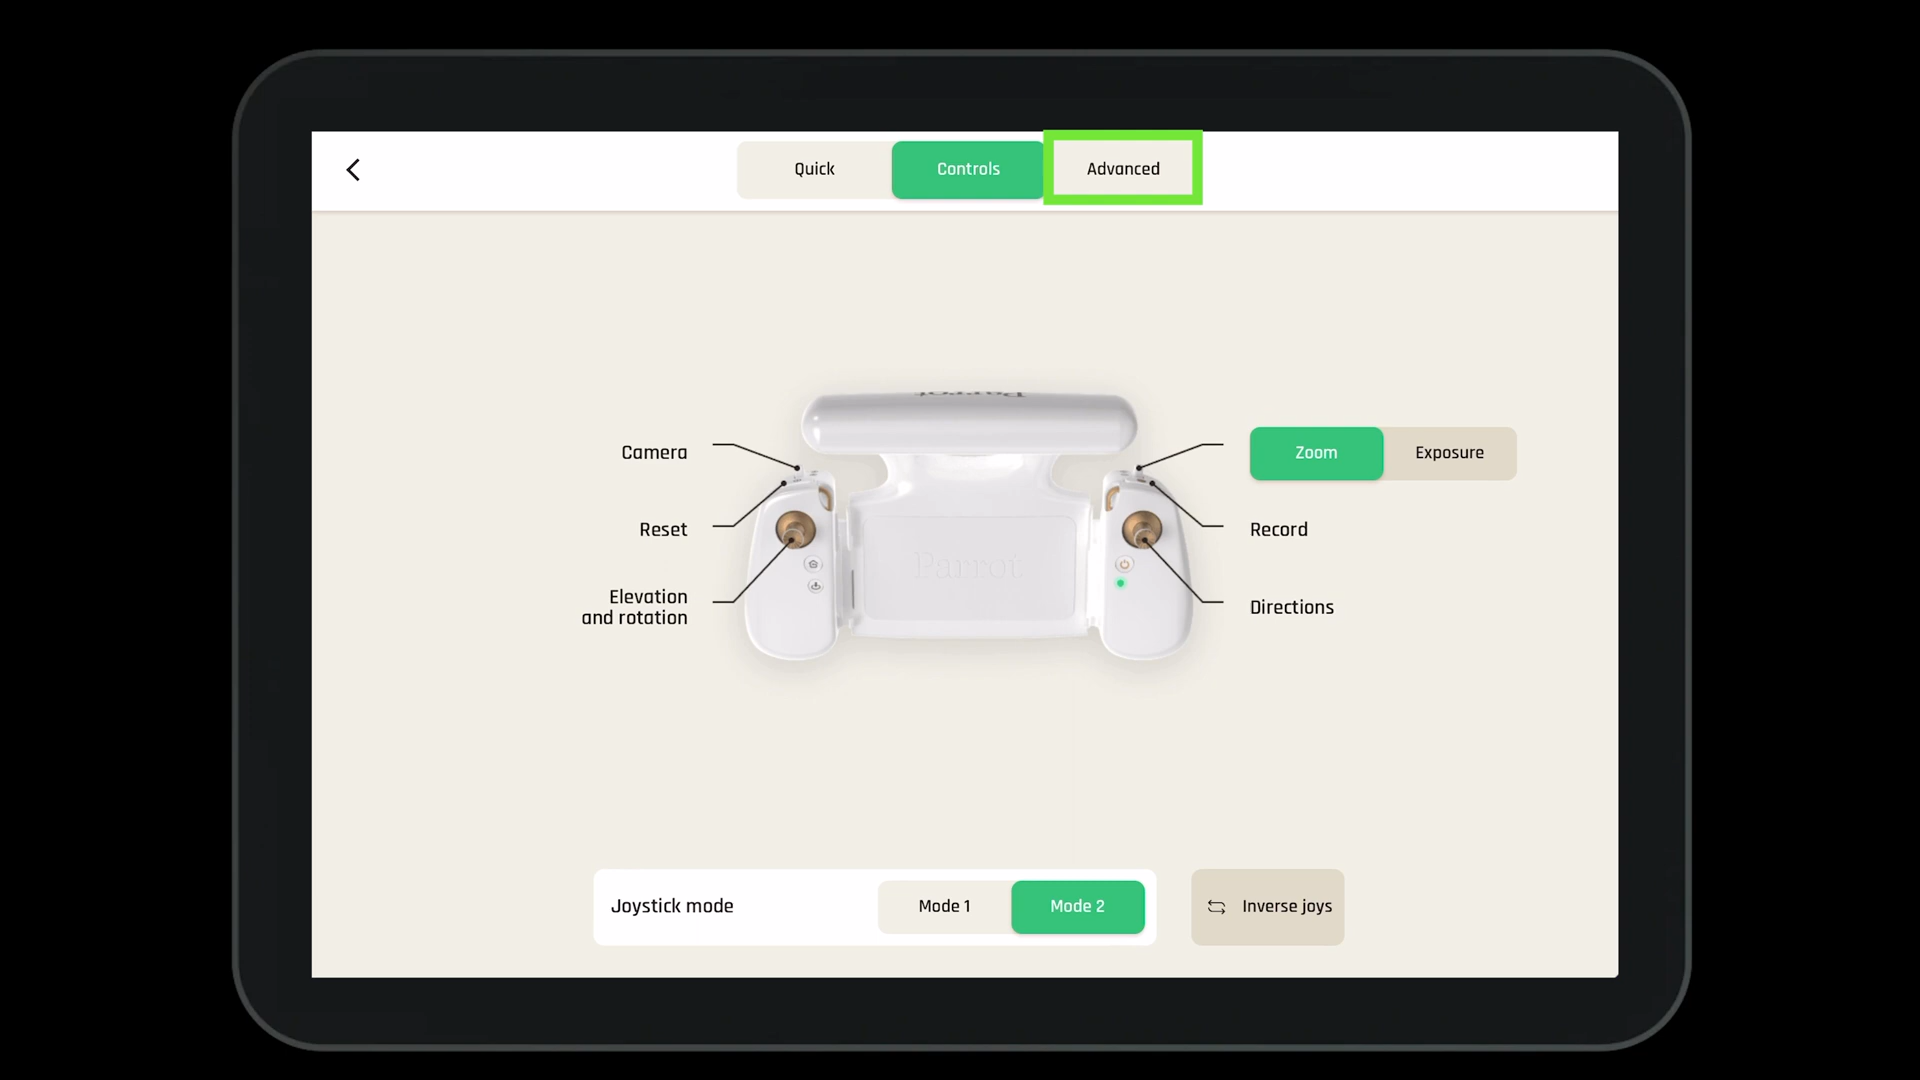 Quick
Controls
Advanced
Parrot
Camera
Zoom
Exposure
Reset
Record
Parrot
Elevation
and rotation
Directions
Joystick mode
Mode 1
Mode 2
Inverse joys